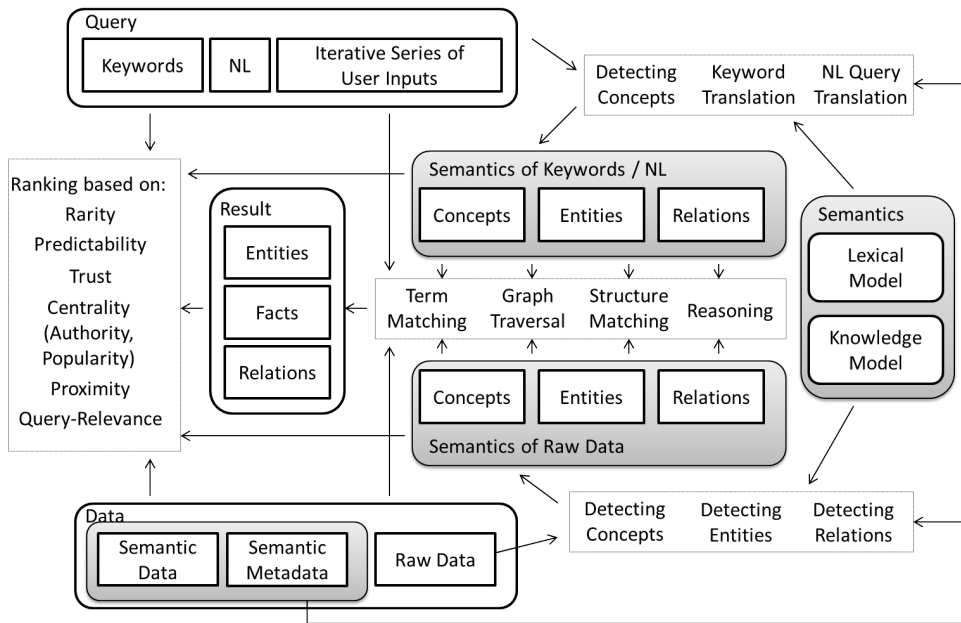 Query
Keywords
NL
Iterative Series of
User Inputs
Detecting
Concepts
Keyword
Translation
NL Query
Translation
Ranking based on:
Rarity
Predictability
Trust
Centrality
(Authority,
Popularity)
Proximity
Query-Relevance
Result
Entities
Facts
Relations
Semantics of Keywords / NL
Concepts
Entities
Relations
Term
Matching
Graph
Traversal
Structure
Matching
Reasoning
Concepts
Entities
Relations
Semantics of Raw Data
Semantics
Lexical
Model
Knowledge
Model
Data
Semantic
Data
Semantic
Metadata
Raw Data
Detecting
Concepts
Detecting
Entities
Detecting
Relations